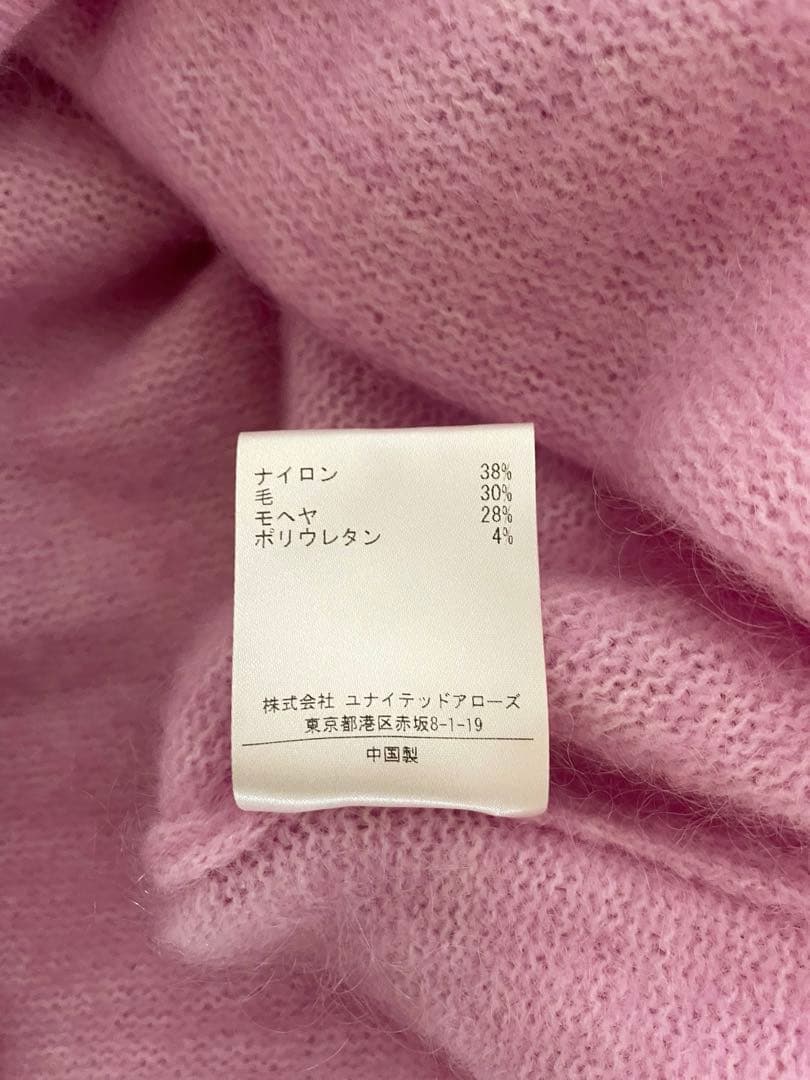 ナイロン 38%
毛 30%
モヘヤ 28%
ポリウレタン 4%
株式会社 ユナイテッドアローズ
東京都港区赤坂8-1-19
中国製